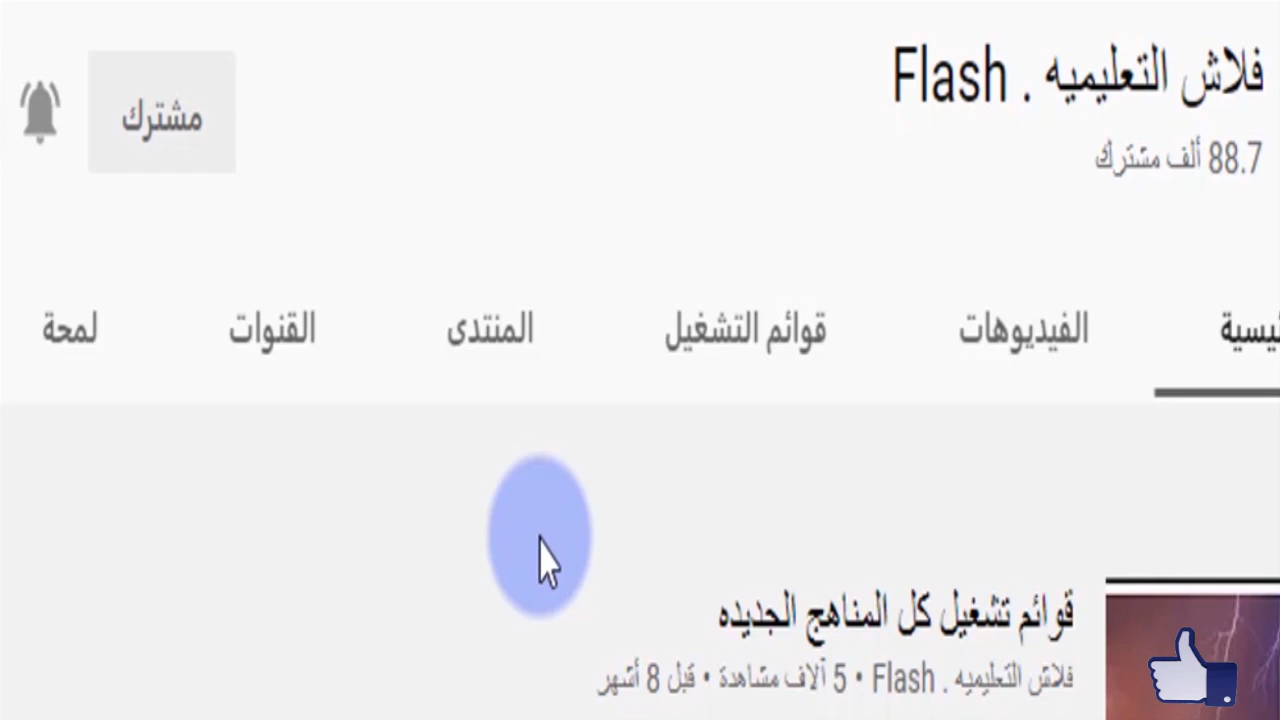 فلاش التعليميه . Flash
88.7 ألف مشترك
مشترك
الفيديوهات
قوائم التشغيل
المنتدى
القنوات
لمحة
قوائم تشغيل كل المناهج الجديده
فلاش التعليميه . Flash • 5 آلاف مشاهدة • قبل 8 أشهر